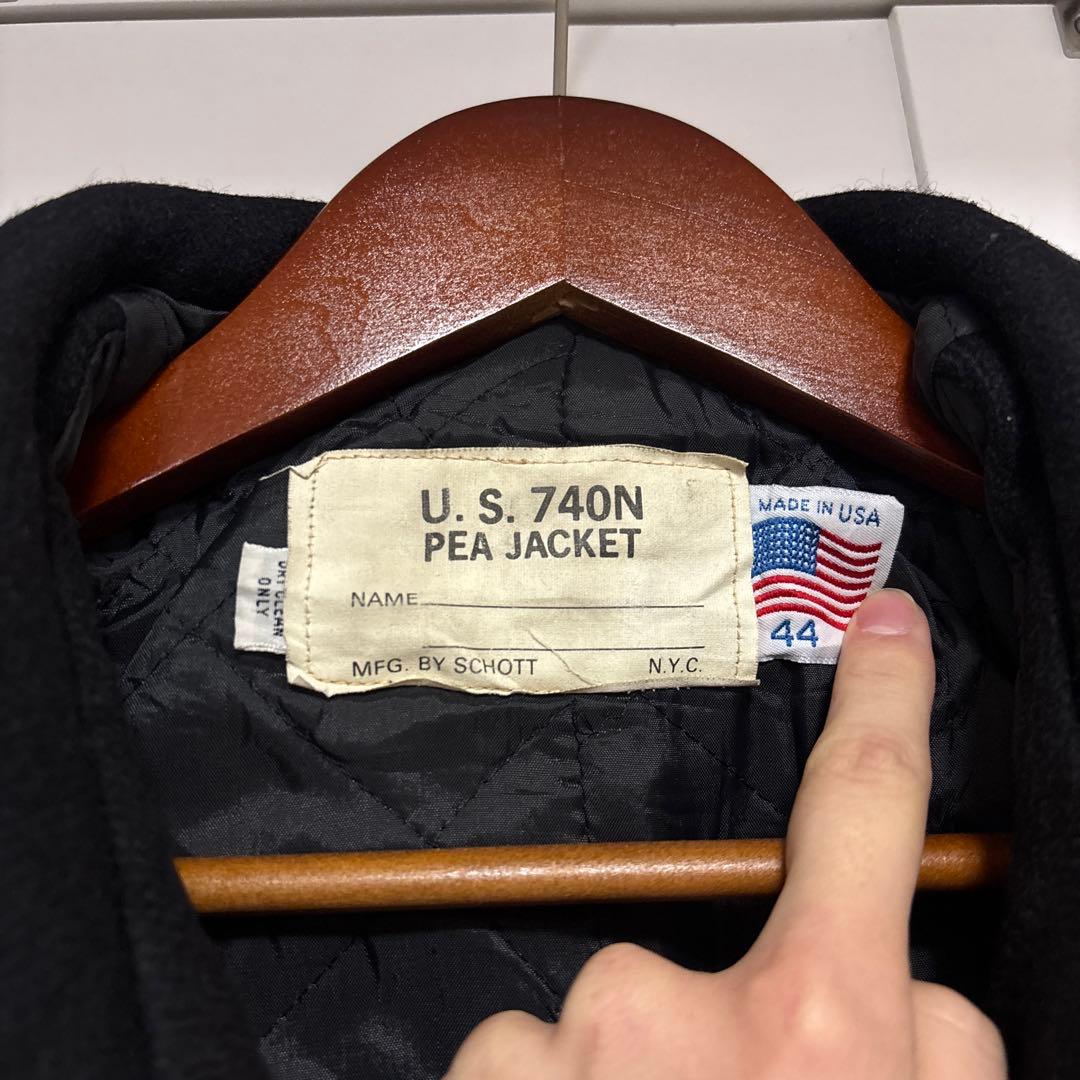 U. S. 740N
PEA JACKET
NAME
MFG. BY SCHOTT N.Y.C.
MADE IN USA
44
DRY CLEAN
ONLY